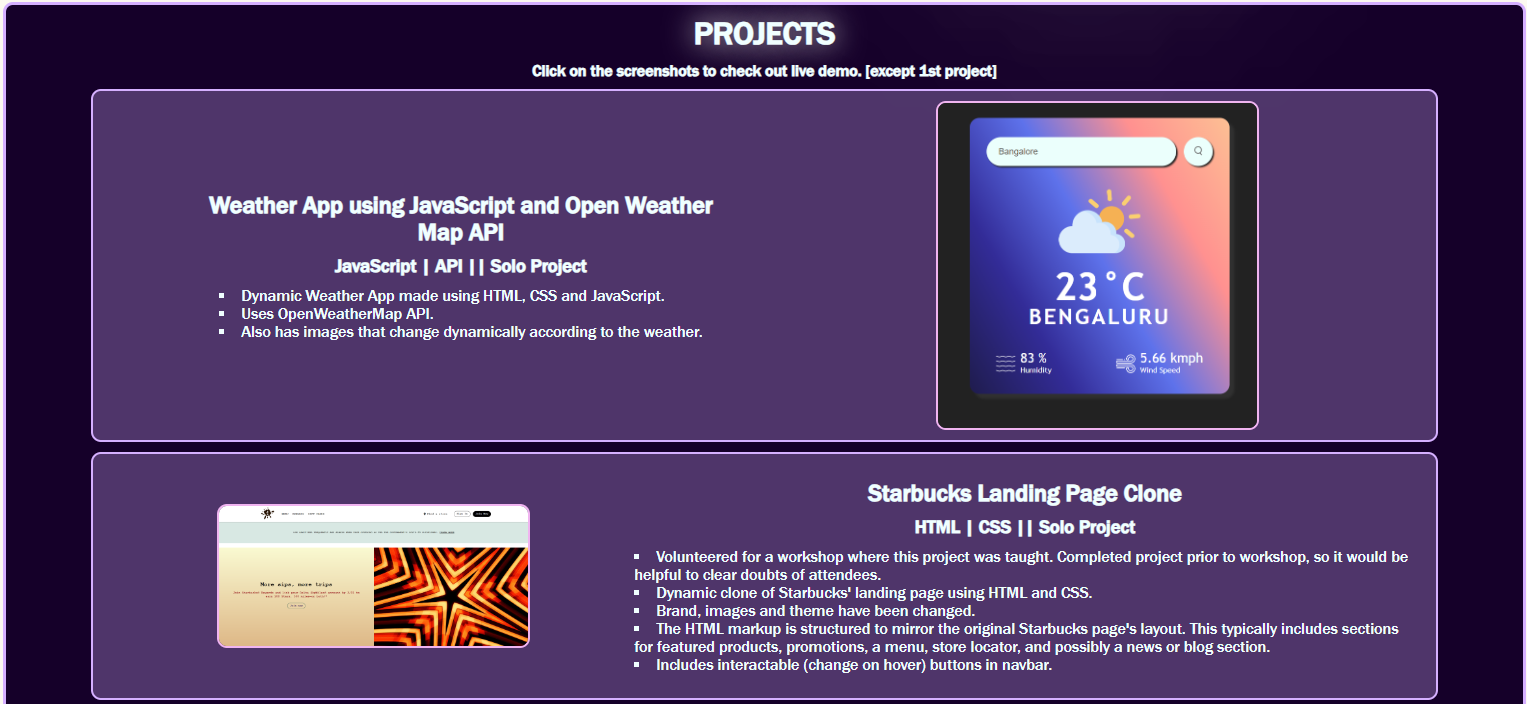 PROJECTS
Click on the screenshots to check out live demo. [except 1st project]
Weather App using JavaScript and Open Weather
Map API
JavaScript | API || Solo Project
▪ Dynamic Weather App made using HTML, CSS and JavaScript.
▪ Uses OpenWeatherMap API.
▪ Also has images that change dynamically according to the weather.
Bangalore
23°C
BENGALURU
83 %
Humidity
5.66 kmph
Wind Speed
More sips, more trips
Starbucks Landing Page Clone
HTML | CSS || Solo Project
▪ Volunteered for a workshop where this project was taught. Completed project prior to workshop, so it would be
helpful to clear doubts of attendees.
▪ Dynamic clone of Starbucks' landing page using HTML and CSS.
▪ Brand, images and theme have been changed.
▪ The HTML markup is structured to mirror the original Starbucks page's layout. This typically includes sections
for featured products, promotions, a menu, store locator, and possibly a news or blog section.
▪ Includes interactable (change on hover) buttons in navbar.